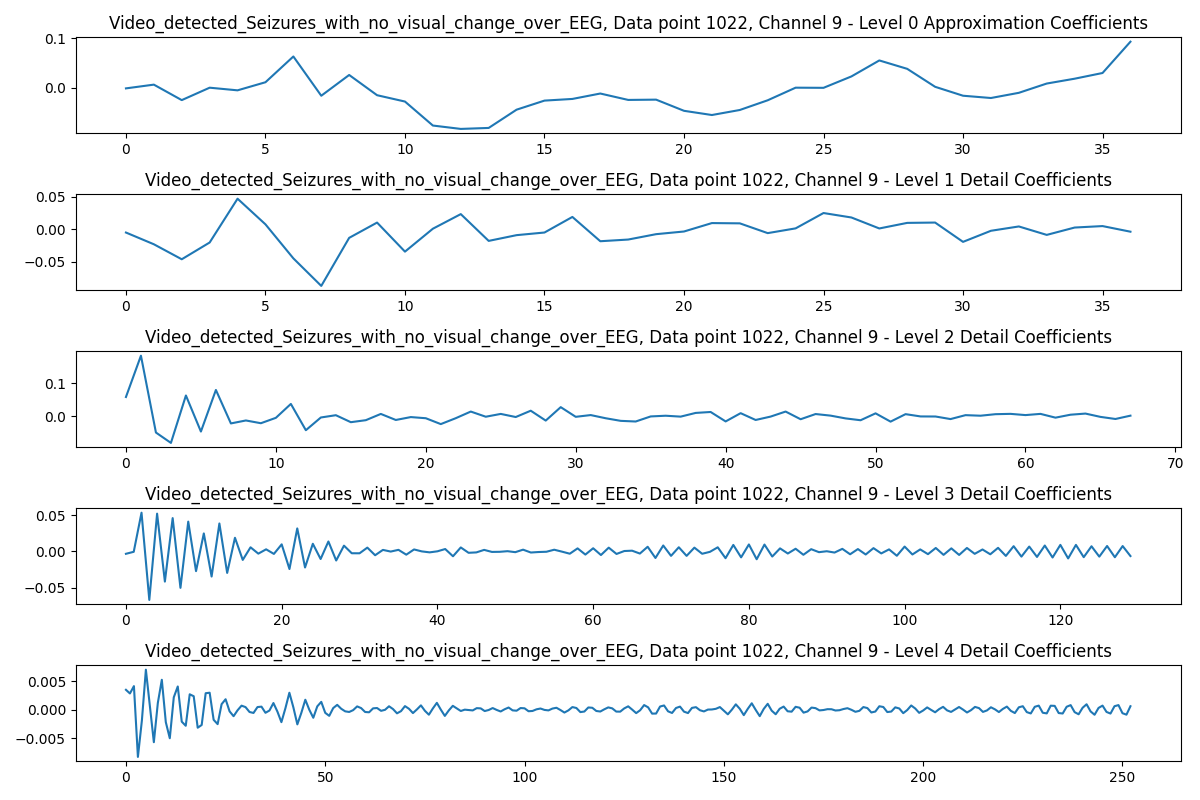 Video_detected_Seizures_with_no_visual_change_over_EEG, Data point 1022, Channel 9 - Level 0 Approximation Coefficients
0.1
0.0
0 5 10 15 20 25 30 35
Video_detected_Seizures_with_no_visual_change_over_EEG, Data point 1022, Channel 9 - Level 1 Detail Coefficients
0.05
0.00
−0.05
0 5 10 15 20 25 30 35
Video_detected_Seizures_with_no_visual_change_over_EEG, Data point 1022, Channel 9 - Level 2 Detail Coefficients
0.1
0.0
0 10 20 30 40 50 60 70
Video_detected_Seizures_with_no_visual_change_over_EEG, Data point 1022, Channel 9 - Level 3 Detail Coefficients
0.05
0.00
−0.05
0 20 40 60 80 100 120
Video_detected_Seizures_with_no_visual_change_over_EEG, Data point 1022, Channel 9 - Level 4 Detail Coefficients
0.005
0.000
−0.005
0 50 100 150 200 250